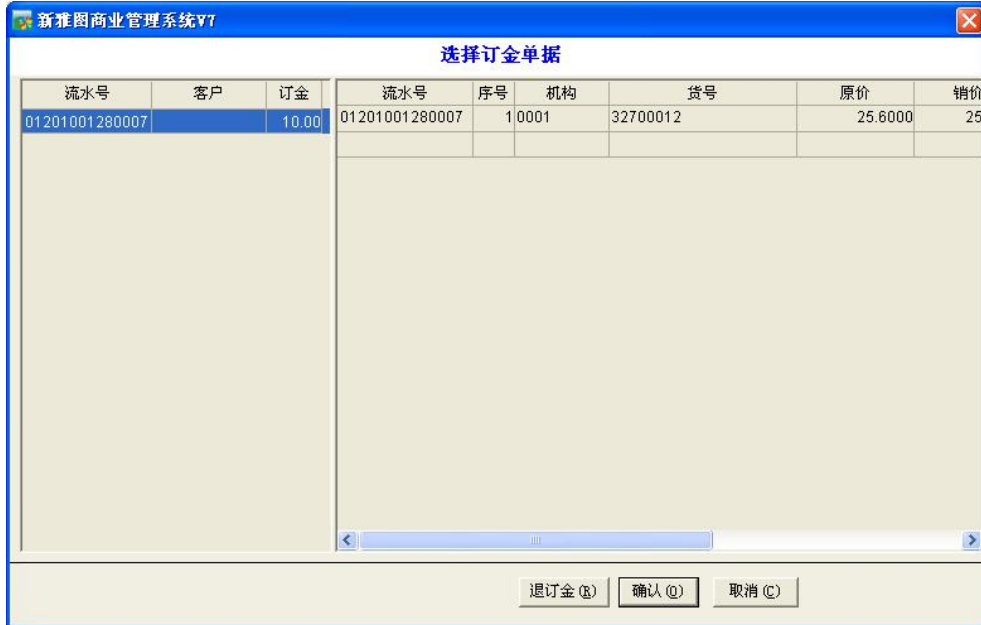 新雅图商业管理系统V7
选择订金单据
流水号 客户 订金 流水号 序号 机构 货号 原价 销价
01201001280007 10.00 01201001280007 1 0001 32700012 25.6000 25
退订金(R) 确认(O) 取消(C)